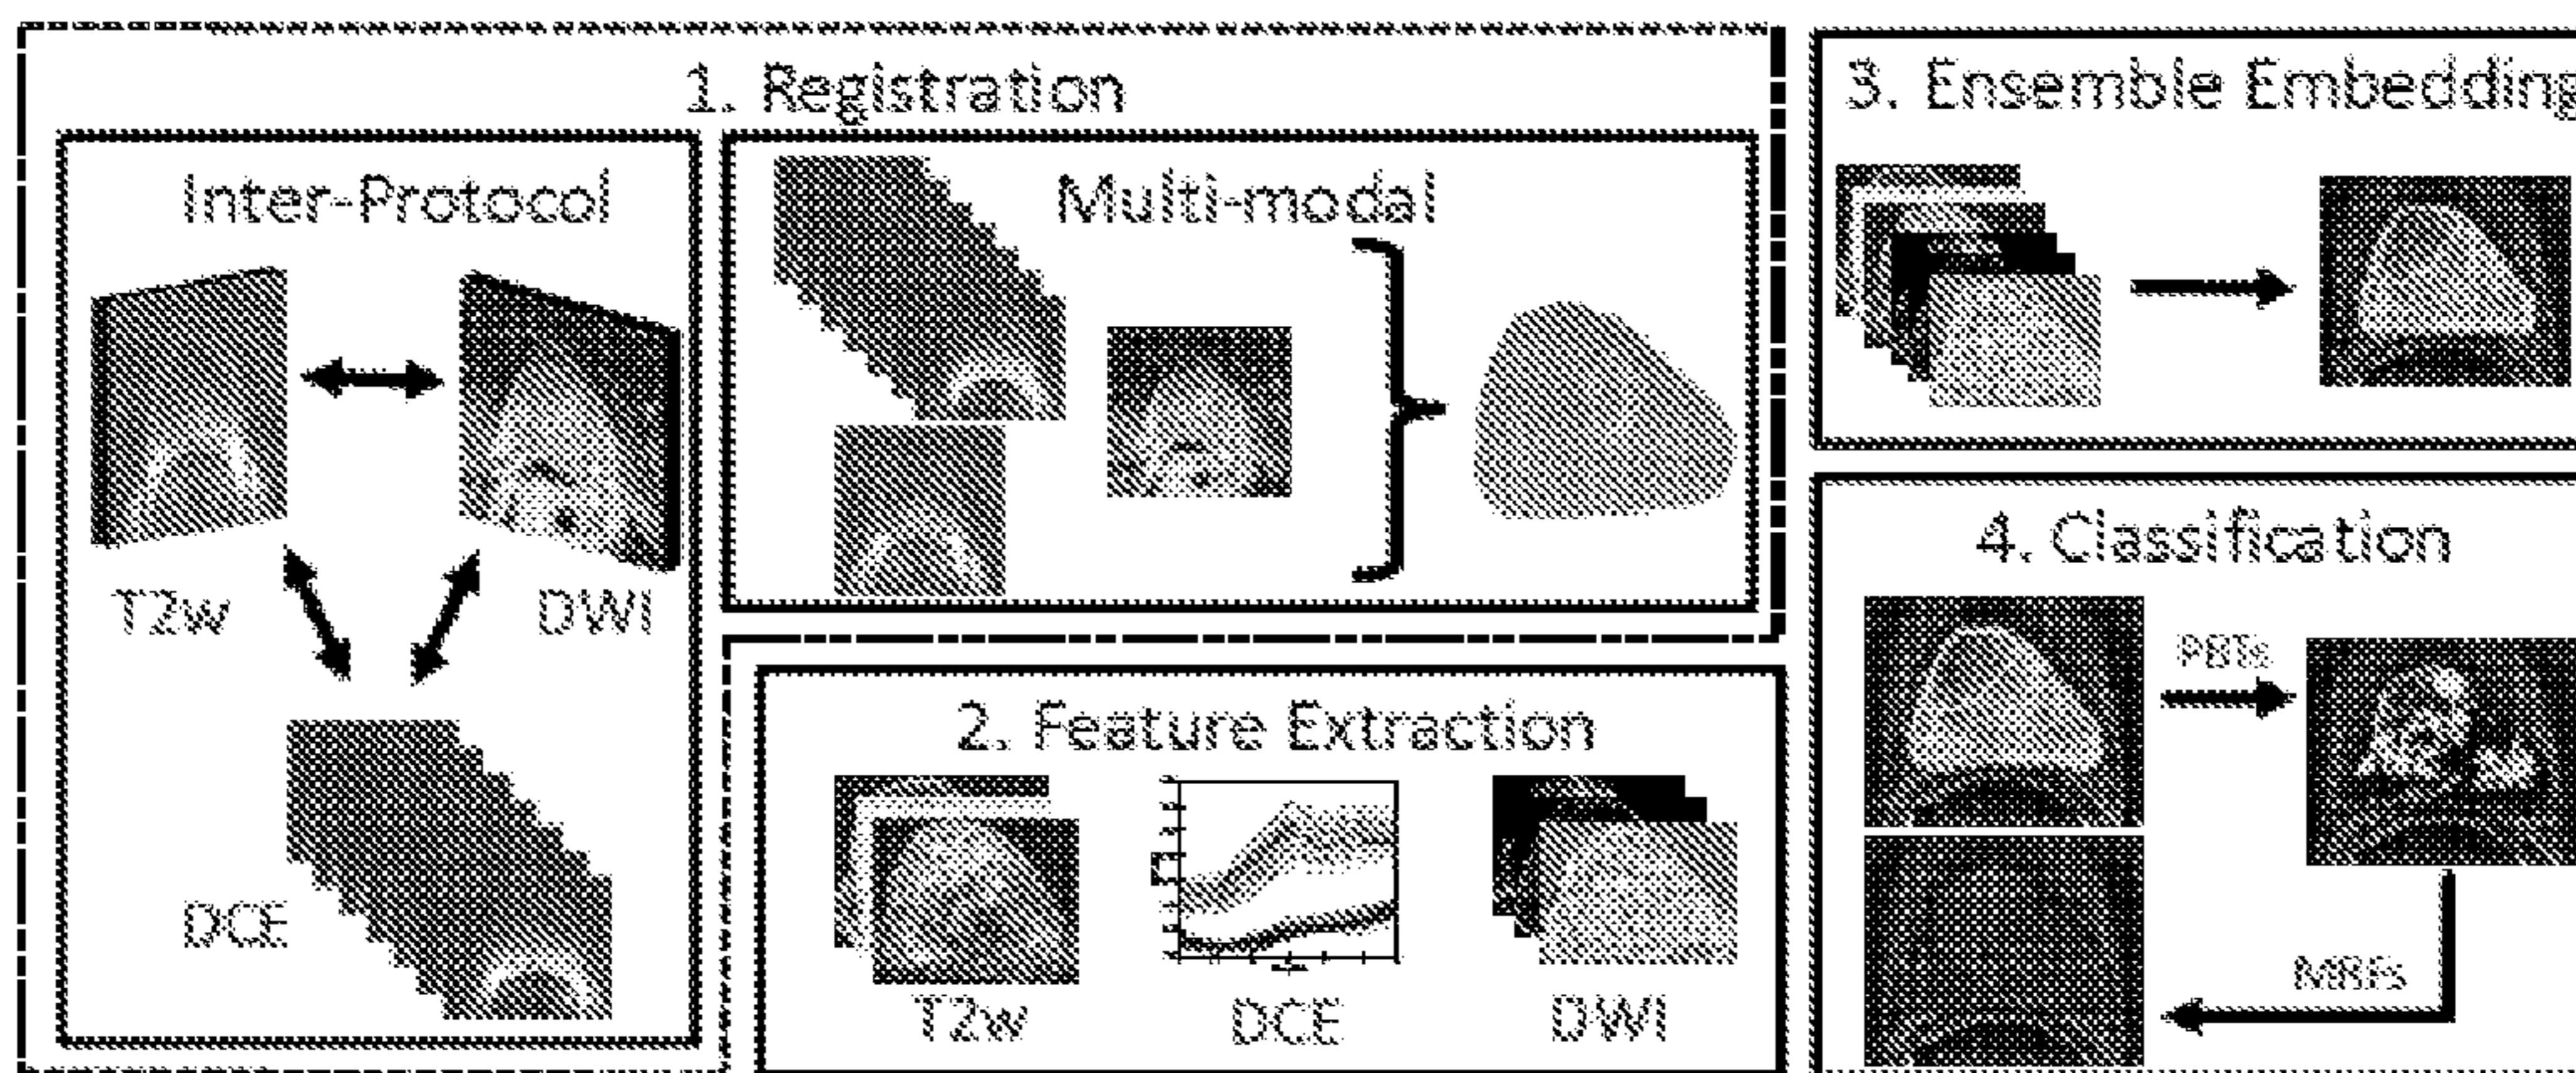 1. Registration
Inter-Protocol
T2w
DWI
DCE
Multi-modal
2. Feature Extraction
T2w
DCE
DWI
3. Ensemble Embedding
4. Classification
PBTs
MRFs